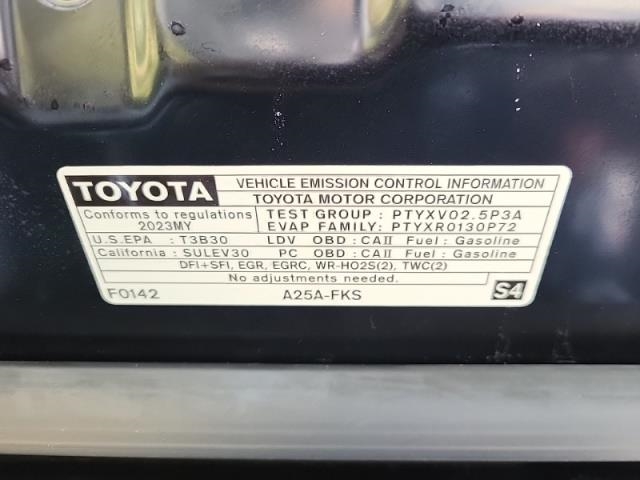 TOYOTA
VEHICLE EMISSION CONTROL INFORMATION
TOYOTA MOTOR CORPORATION
Conforms to regulations
2023MY
TEST GROUP : PTYXV02.5P3A
EVAP FAMILY: PTYXR0130P72
U.S.EPA : T3B30 LDV OBD : CAII Fuel : Gasoline
California : SULEV30 PC OBD : CAII Fuel : Gasoline
DFI+SFI, EGR, EGRC, WR-HO2S(2), TWC(2)
No adjustments needed.
F0142 A25A-FKS S4